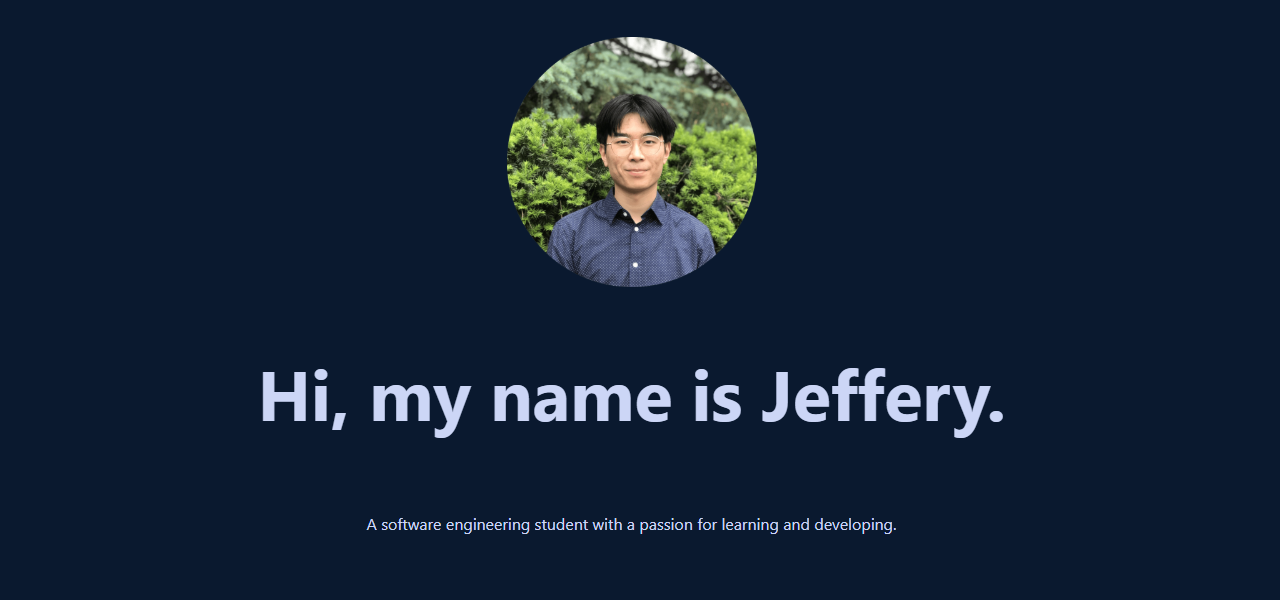 Hi, my name is Jeffery.
A software engineering student with a passion for learning and developing.